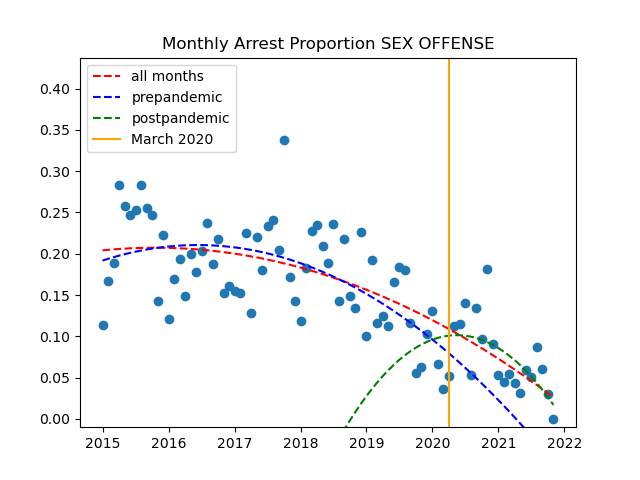 Monthly Arrest Proportion SEX OFFENSE
all months
prepandemic
postpandemic
March 2020
0.40
0.35
0.30
0.25
0.20
0.15
0.10
0.05
0.00
2015 2016 2017 2018 2019 2020 2021 2022